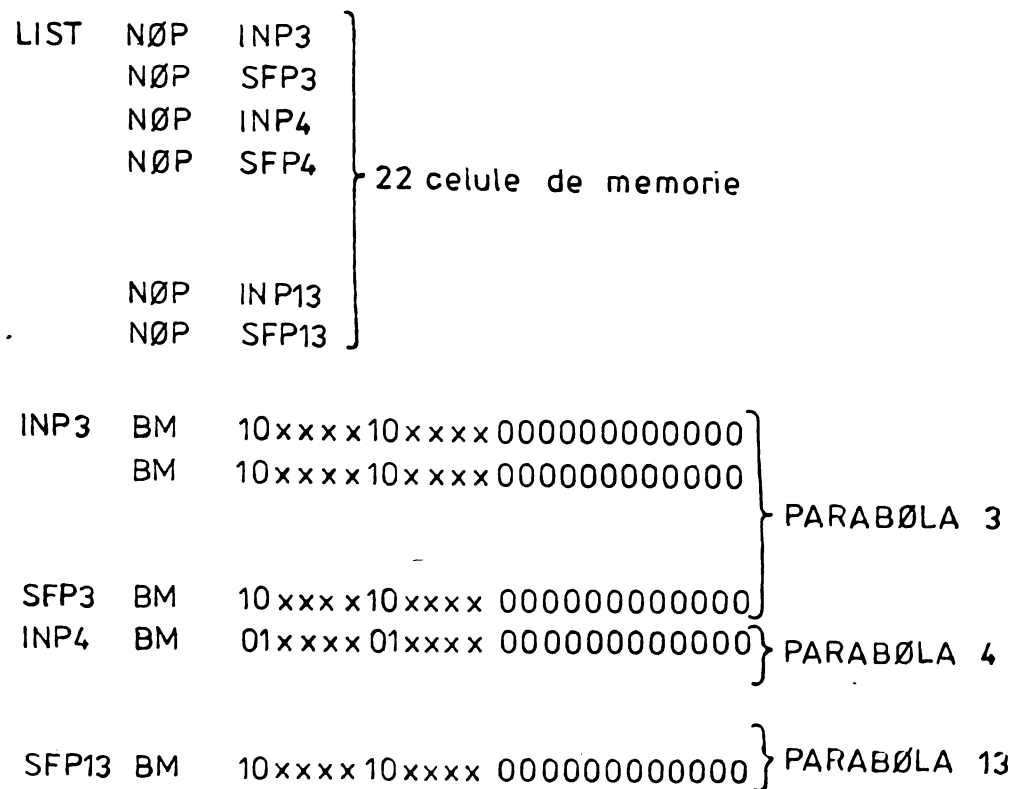 LIST NØP INP3
NØP SFP3
NØP INP4
NØP SFP4
22 celule de memorie
NØP INP13
NØP SFP13
INP3 BM 10xxxx10xxxx000000000000
BM 10xxxx10xxxx000000000000
PARABØLA 3
SFP3 BM 10xxxx10xxxx 000000000000
INP4 BM 01xxxx01xxxx 000000000000 PARABØLA 4
SFP13 BM 10xxxx10xxxx 000000000000 PARABØLA 13